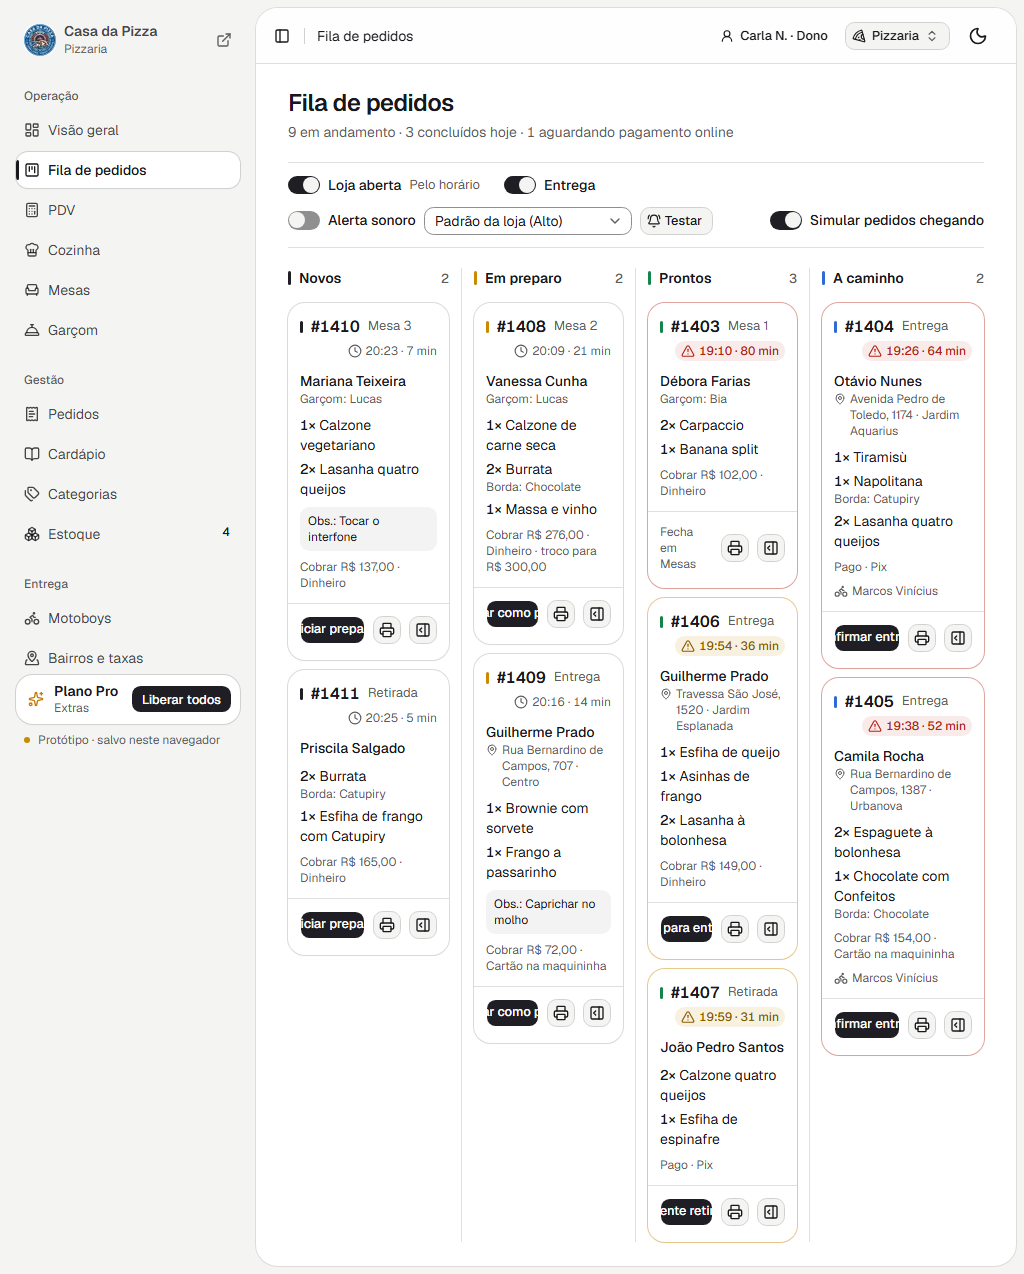 Casa da Pizza
Pizzaria
Operação
Visão geral
Fila de pedidos
PDV
Cozinha
Mesas
Garçom
Gestão
Pedidos
Cardápio
Categorias
Estoque 4
Entrega
Motoboys
Bairros e taxas
Plano Pro
Extras
Liberar todos
Protótipo · salvo neste navegador
Fila de pedidos
Carla N. · Dono
Pizzaria
Fila de pedidos
9 em andamento · 3 concluídos hoje · 1 aguardando pagamento online
Loja aberta Pelo horário Entrega
Alerta sonoro Padrão da loja (Alto) Testar Simular pedidos chegando
Novos 2
#1410 Mesa 3
20:23 · 7 min
Mariana Teixeira
Garçom: Lucas
1× Calzone
vegetariano
2× Lasanha quatro
queijos
Obs.: Tocar o
interfone
Cobrar R$ 137,00 ·
Dinheiro
iciar prepa
#1411 Retirada
20:25 · 5 min
Priscila Salgado
2× Burrata
Borda: Catupiry
1× Esfiha de frango
com Catupiry
Cobrar R$ 165,00 ·
Dinheiro
iciar prepa
Em preparo 2
#1408 Mesa 2
20:09 · 21 min
Vanessa Cunha
Garçom: Lucas
1× Calzone de
carne seca
2× Burrata
Borda: Chocolate
1× Massa e vinho
Cobrar R$ 276,00 ·
Dinheiro · troco para
R$ 300,00
ar como p
#1409 Entrega
20:16 · 14 min
Guilherme Prado
Rua Bernardino de
Campos, 707 ·
Centro
1× Brownie com
sorvete
1× Frango a
passarinho
Obs.: Caprichar no
molho
Cobrar R$ 72,00 ·
Cartão na maquininha
ar como p
Prontos 3
#1403 Mesa 1
19:10 · 80 min
Débora Farias
Garçom: Bia
2× Carpaccio
1× Banana split
Cobrar R$ 102,00 ·
Dinheiro
Fecha
em
Mesas
#1406 Entrega
19:54 · 36 min
Guilherme Prado
Travessa São José,
1520 · Jardim
Esplanada
1× Esfiha de queijo
1× Asinhas de
frango
2× Lasanha à
bolonhesa
Cobrar R$ 149,00 ·
Dinheiro
para ent
#1407 Retirada
19:59 · 31 min
João Pedro Santos
2× Calzone quatro
queijos
1× Esfiha de
espinafre
Pago · Pix
ente retir
A caminho 2
#1404 Entrega
19:26 · 64 min
Otávio Nunes
Avenida Pedro de
Toledo, 1174 · Jardim
Aquarius
1× Tiramisù
1× Napolitana
Borda: Catupiry
2× Lasanha quatro
queijos
Pago · Pix
Marcos Vinícius
firmar entr
#1405 Entrega
19:38 · 52 min
Camila Rocha
Rua Bernardino de
Campos, 1387 ·
Urbanova
2× Espaguete à
bolonhesa
1× Chocolate com
Confeitos
Borda: Chocolate
Cobrar R$ 154,00 ·
Cartão na maquininha
Marcos Vinícius
firmar entr